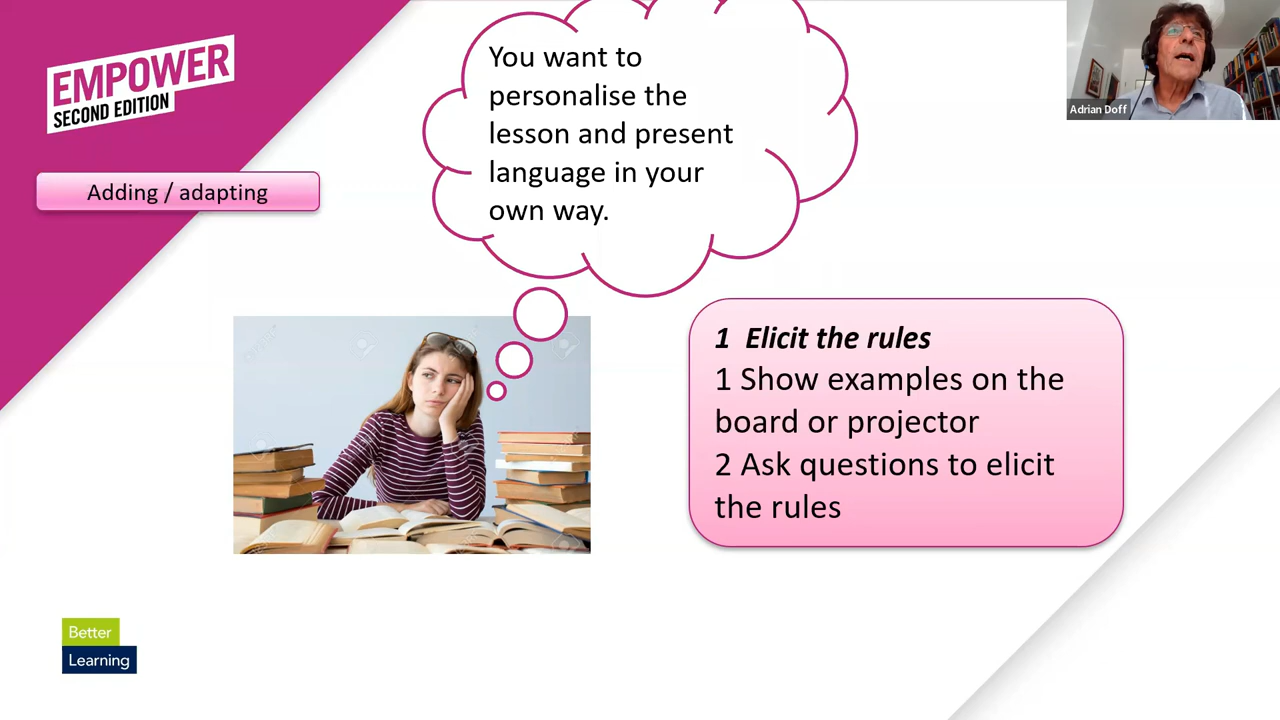 EMPOWER
SECOND EDITION
Adding / adapting
You want to
personalise the
lesson and present
language in your
own way.
Adrian Doff
1 Elicit the rules
1 Show examples on the
board or projector
2 Ask questions to elicit
the rules
Better
Learning